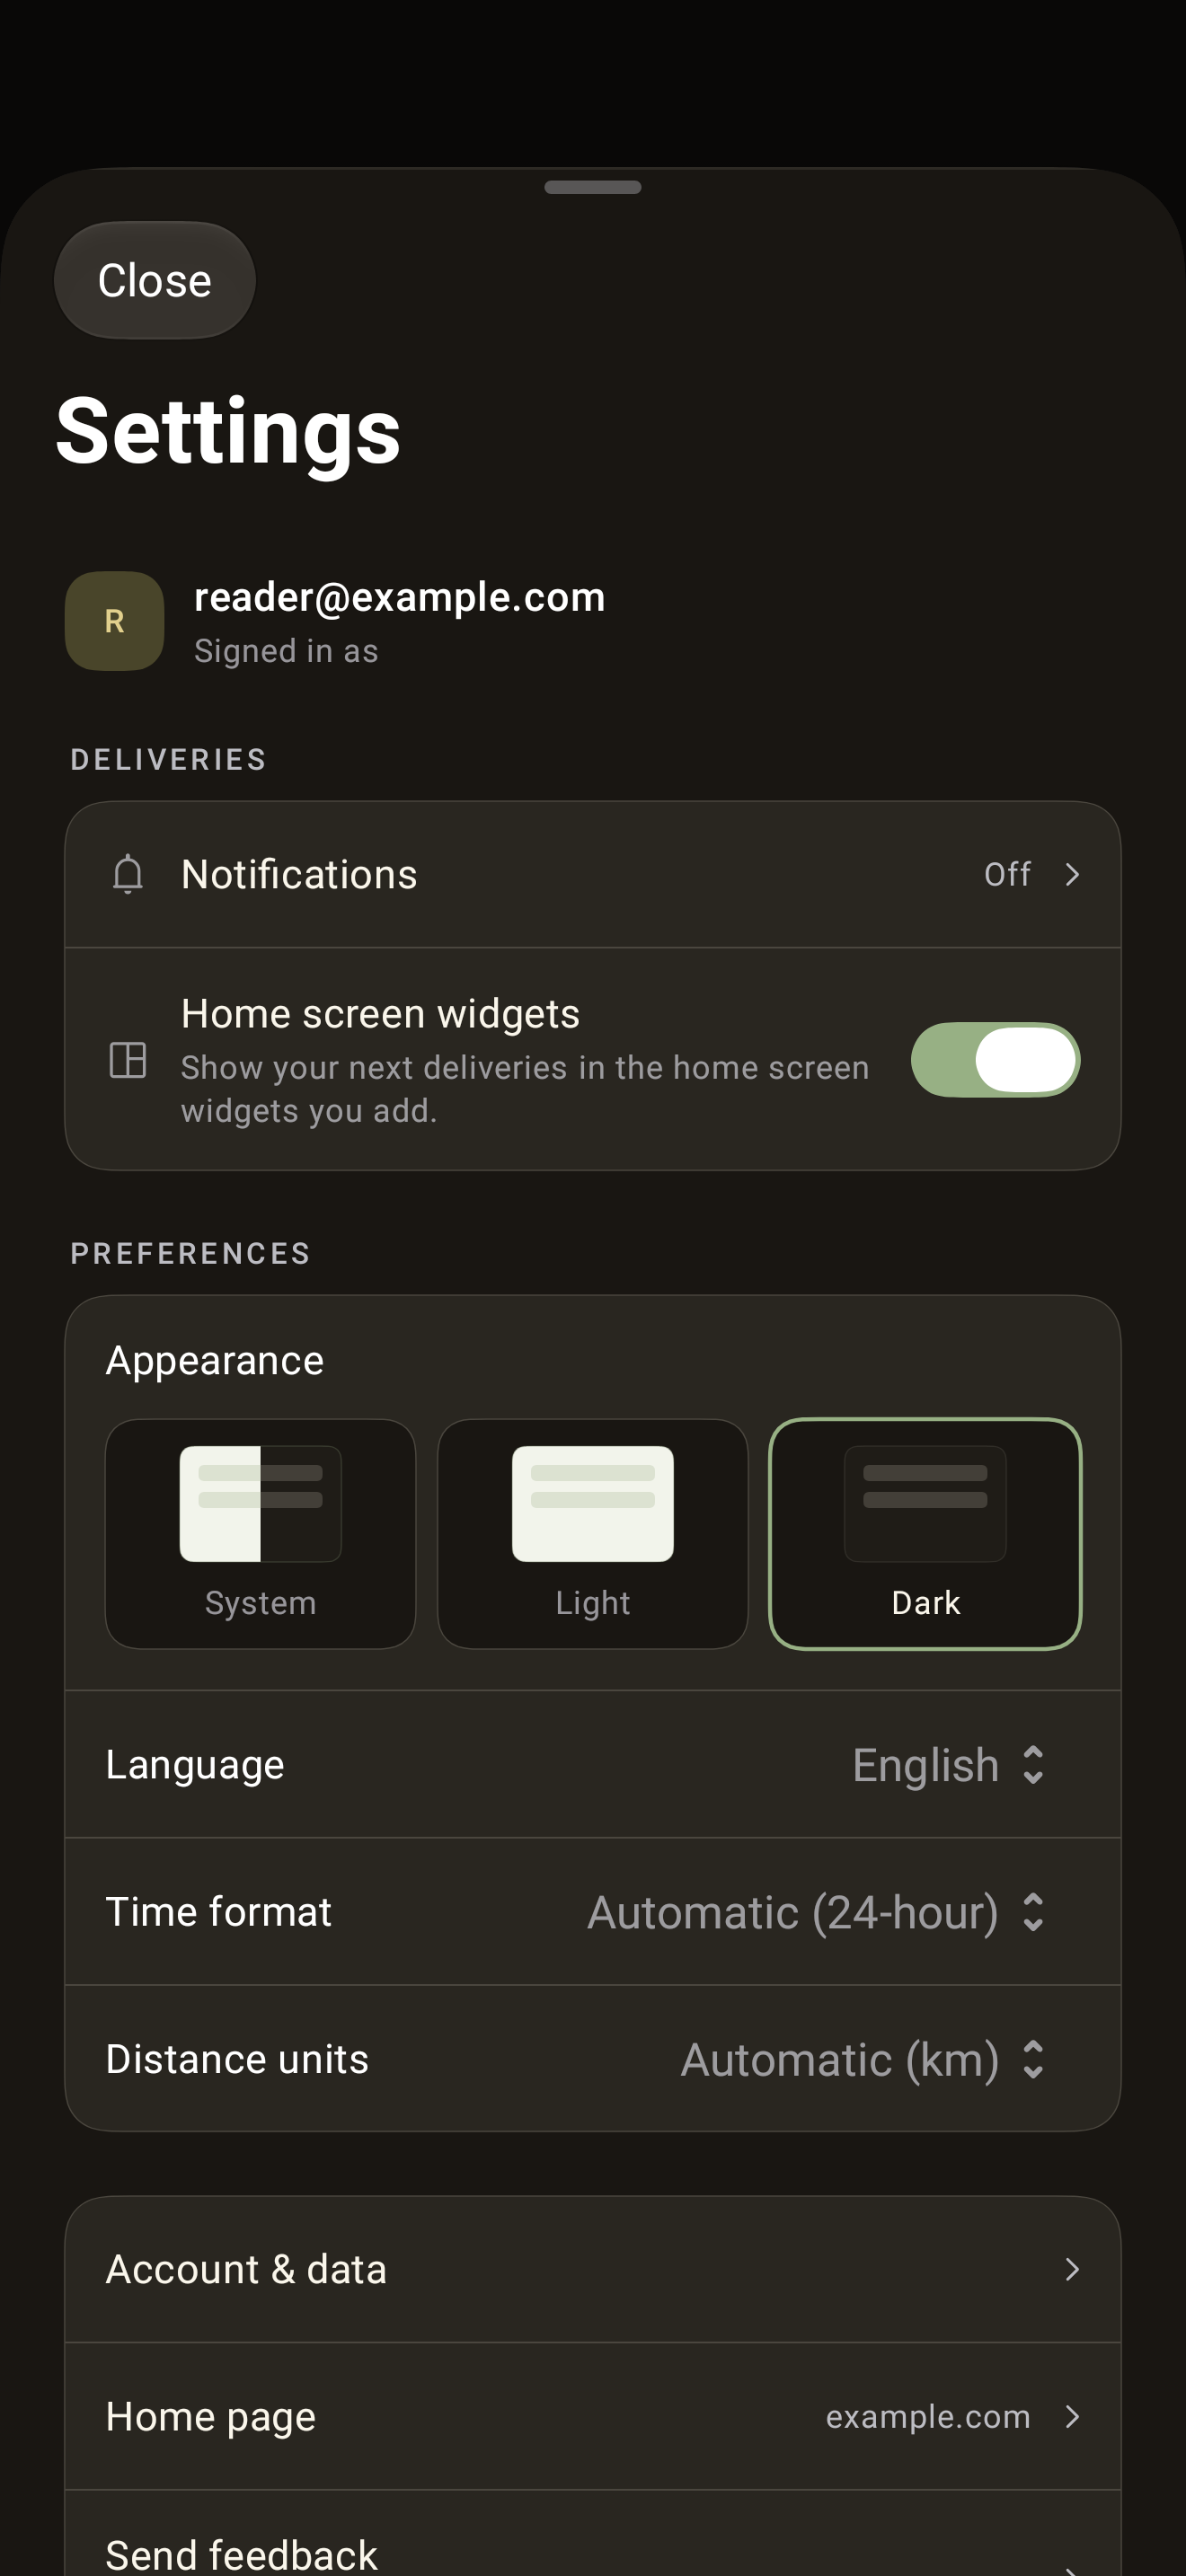 Close
Settings
R
reader@example.com
Signed in as
DELIVERIES
Notifications
Off
Home screen widgets
Show your next deliveries in the home screen
widgets you add.
PREFERENCES
Appearance
System
Light
Dark
Language
English
Time format
Automatic (24-hour)
Distance units
Automatic (km)
Account & data
Home page
example.com
Send feedback